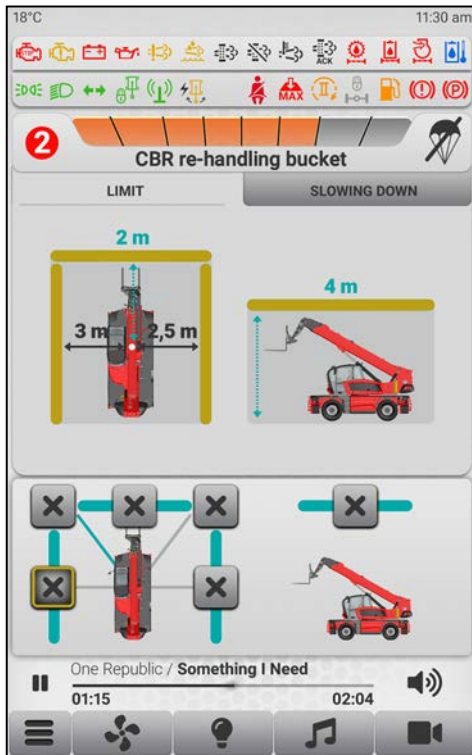 18°C 11:30 am
STOP
ACK
MAX
2
CBR re-handling bucket
LIMIT SLOWING DOWN
2 m
4 m
3 m 2,5 m
One Republic / Something I Need
01:15 02:04